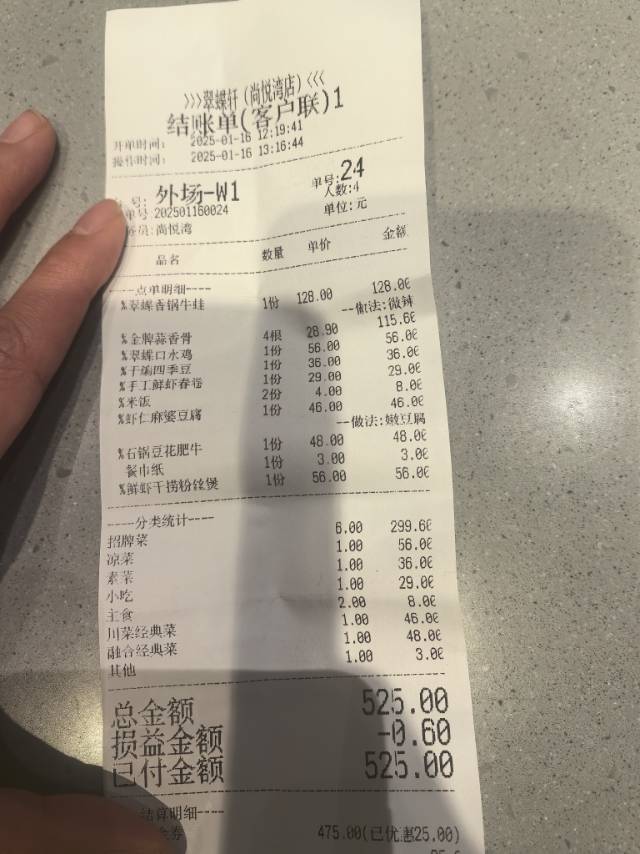 >>>翠蝶轩(尚悦湾店)<<<
结账单(客户联)1
开单时间: 2025-01-16 12:19:41
操作时间: 2025-01-16 13:16:44
号: 外场-W1 单号:24
单号 202501160024 人数:4
员:尚悦湾 单位:元
品名 数量 单价 金额
----点单明细----
%翠蝶香锅牛蛙 1份 128.00 128.0
--做法:微辣
%金牌蒜香骨 4根 28.90 115.6
%翠蝶口水鸡 1份 56.00 56.0
%干煸四季豆 1份 36.00 36.0
%手工鲜虾春卷 1份 29.00 29.0
%米饭 2份 4.00 8.0
%虾仁麻婆豆腐 1份 46.00 46.0
--做法:嫩豆腐
%石锅豆花肥牛 1份 48.00 48.0
餐巾纸 1份 3.00 3.0
%鲜虾干捞粉丝煲 1份 56.00 56.0
----分类统计----
招牌菜 6.00 299.6
凉菜 1.00 56.0
素菜 1.00 36.0
小吃 1.00 29.0
主食 2.00 8.0
川菜经典菜 1.00 46.0
融合经典菜 1.00 48.0
其他 1.00 3.0
总金额 525.00
损益金额 -0.60
已付金额 525.00
结算明细----
券 475.00(已优惠25.00)